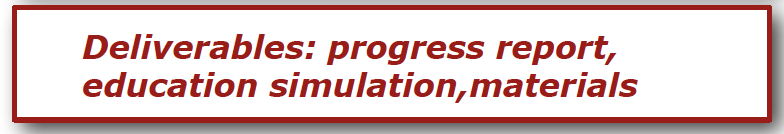 Deliverables: progress report,
education simulation,materials